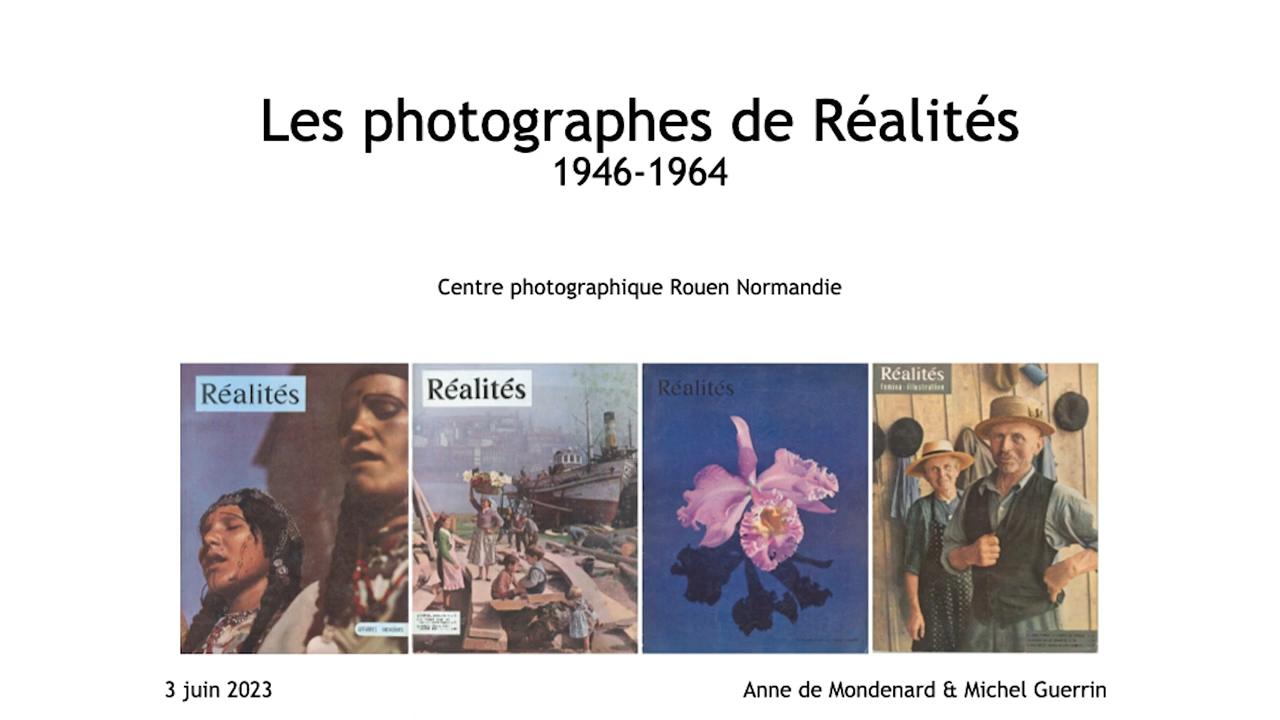 Les photographes de Réalités
1946-1964
Centre photographique Rouen Normandie
Réalités
Réalités
Réalités
Réalités
femina-illustration
3 juin 2023
Anne de Mondenard & Michel Guerrin